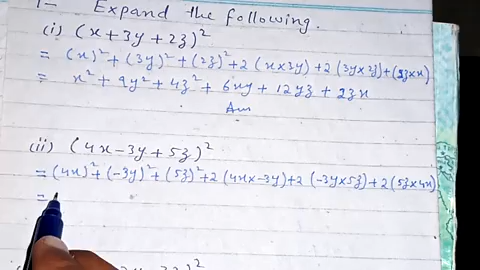 1- Expand the following.
(i) (x+3y+2z)²
= (x)²+(3y)²+(2z)²+2(x×3y)+2(3y×2z)+(2z×x)
= x²+9y²+4z²+6xy+12yz+2zx
Ans
(ii) (4x-3y+5z)²
= (4x)²+(-3y)²+(5z)²+2(4x×-3y)+2(-3y×5z)+2(5z×4x)
=